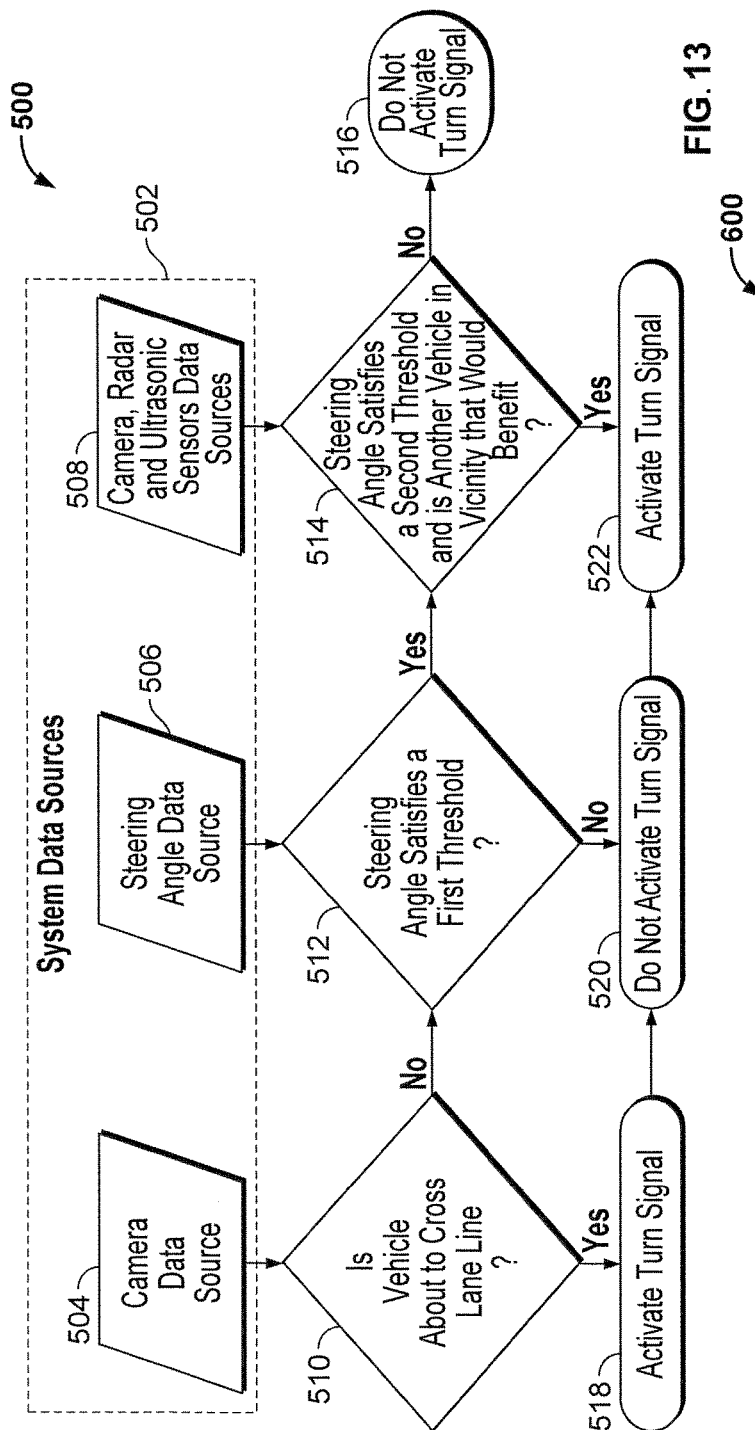 500
502
System Data Sources
504
Camera
Data
Source
506
Steering
Angle Data
Source
508
Camera, Radar
and Ultrasonic
Sensors Data
Sources
510
Is
Vehicle
About to Cross
Lane Line
?
No
Yes
512
Steering
Angle Satisfies a
First Threshold
?
Yes
No
514
Steering
Angle Satisfies
a Second Threshold
and is Another Vehicle in
Vicinity that Would
Benefit
?
No
Yes
516
Do Not
Activate
Turn Signal
518
Activate Turn Signal
520
Do Not Activate Turn Signal
522
Activate Turn Signal
FIG. 13
600